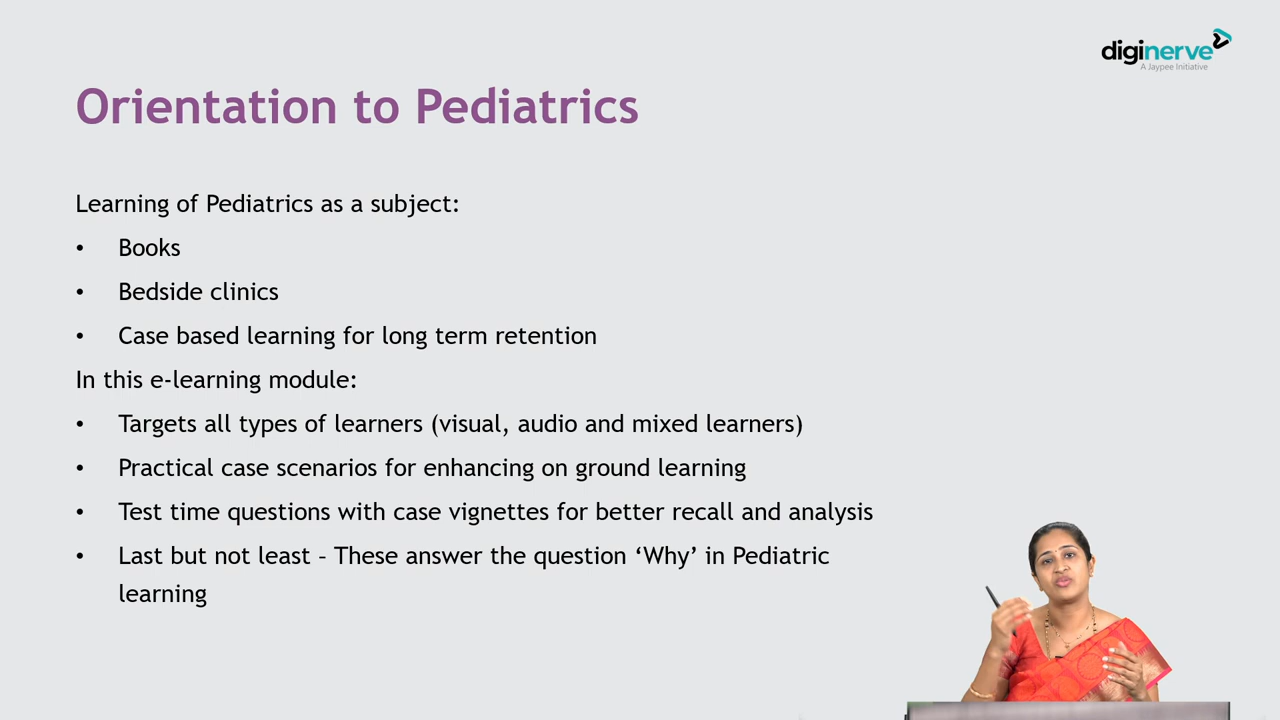 diginerve
A Jaypee Initiative
Orientation to Pediatrics
Learning of Pediatrics as a subject:
• Books
• Bedside clinics
• Case based learning for long term retention
In this e-learning module:
• Targets all types of learners (visual, audio and mixed learners)
• Practical case scenarios for enhancing on ground learning
• Test time questions with case vignettes for better recall and analysis
• Last but not least – These answer the question ‘Why’ in Pediatric
learning